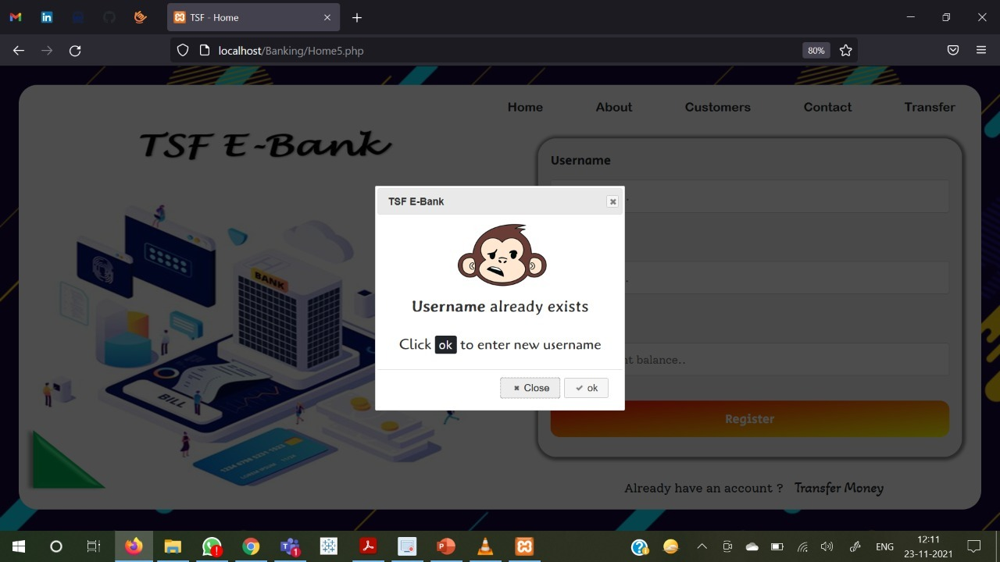 TSF - Home
localhost/Banking/Home5.php
80%
Home About Customers Contact Transfer
TSF E-Bank
Username
TSF E-Bank
Username already exists
Click ok to enter new username
Close ok
nt balance..
Register
BANK
BILL
Already have an account ? Transfer Money
ENG
12:11
23-11-2021